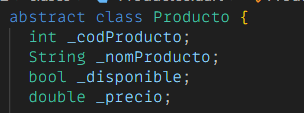 abstract class Producto {
int _codProducto;
String _nomProducto;
bool _disponible;
double _precio;